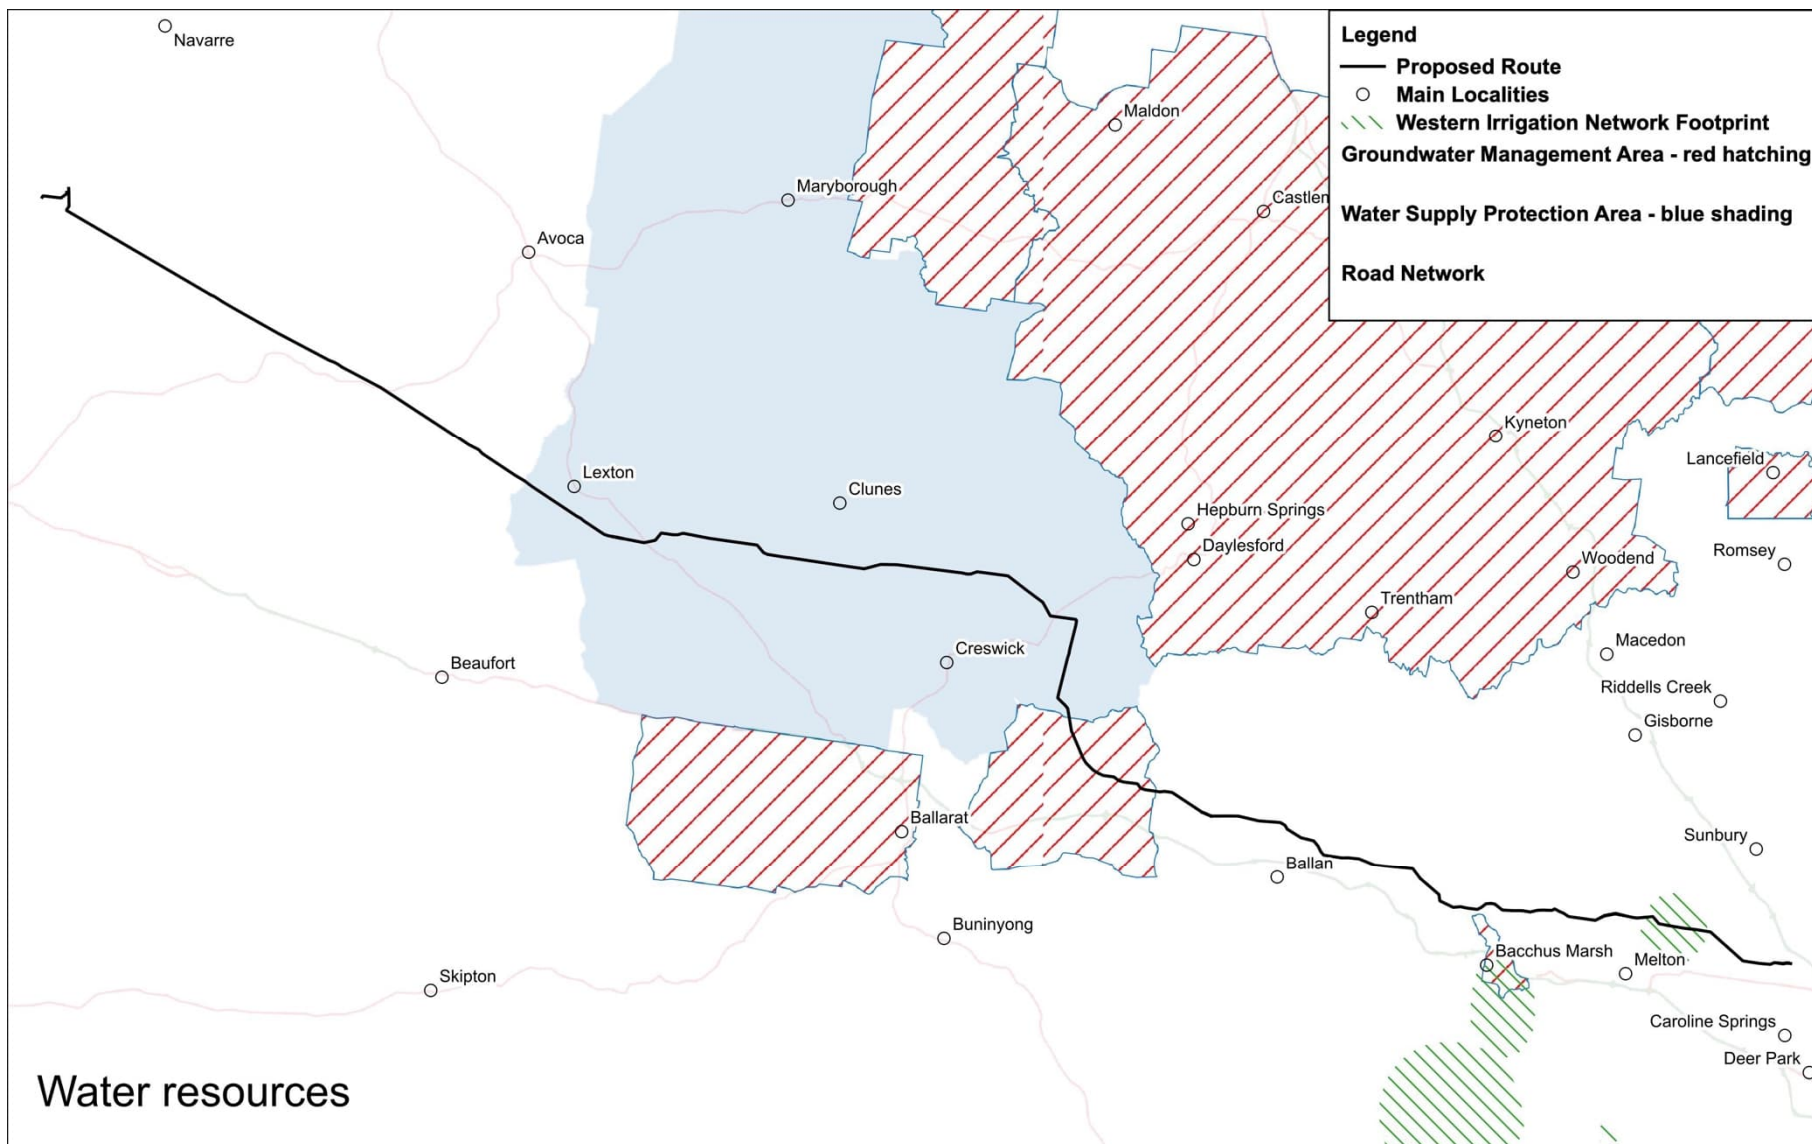 Navarre
Legend
Proposed Route
Main Localities
Western Irrigation Network Footprint
Groundwater Management Area - red hatching
Water Supply Protection Area - blue shading
Road Network
Maldon
Maryborough
Castlem
Avoca
Kyneton
Lancefield
Lexton
Clunes
Hepburn Springs
Daylesford
Romsey
Woodend
Trentham
Macedon
Creswick
Beaufort
Riddells Creek
Gisborne
Ballarat
Sunbury
Ballan
Buninyong
Bacchus Marsh
Melton
Skipton
Caroline Springs
Deer Park
Water resources